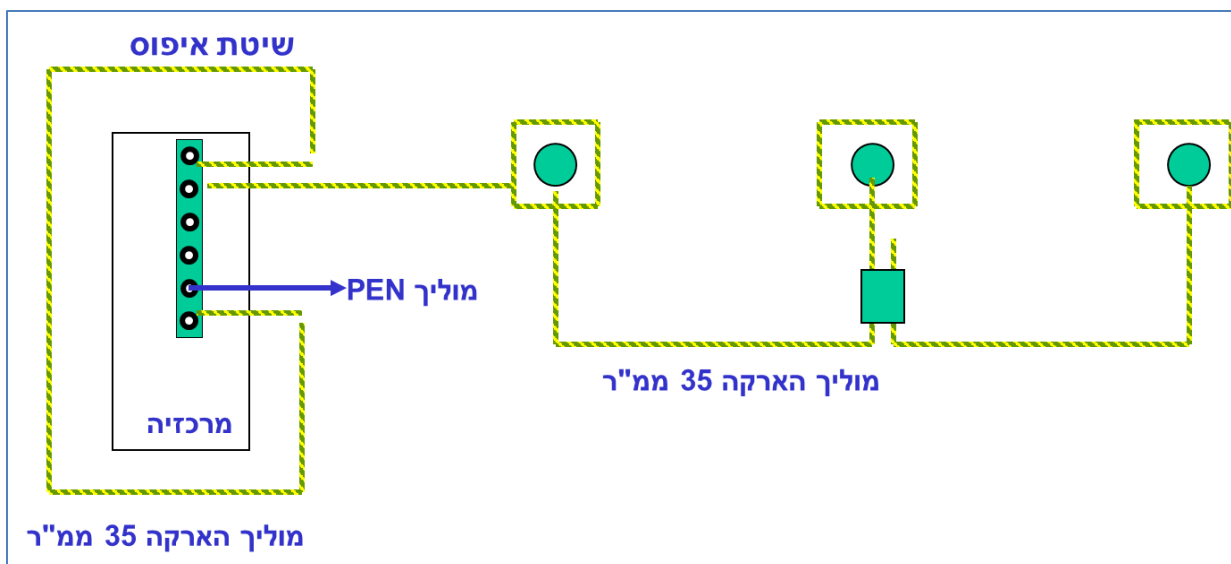 שיטת איפוס
מוליך PEN
מוליך הארקה 35 ממ"ר
מרכזיה
מוליך הארקה 35 ממ"ר